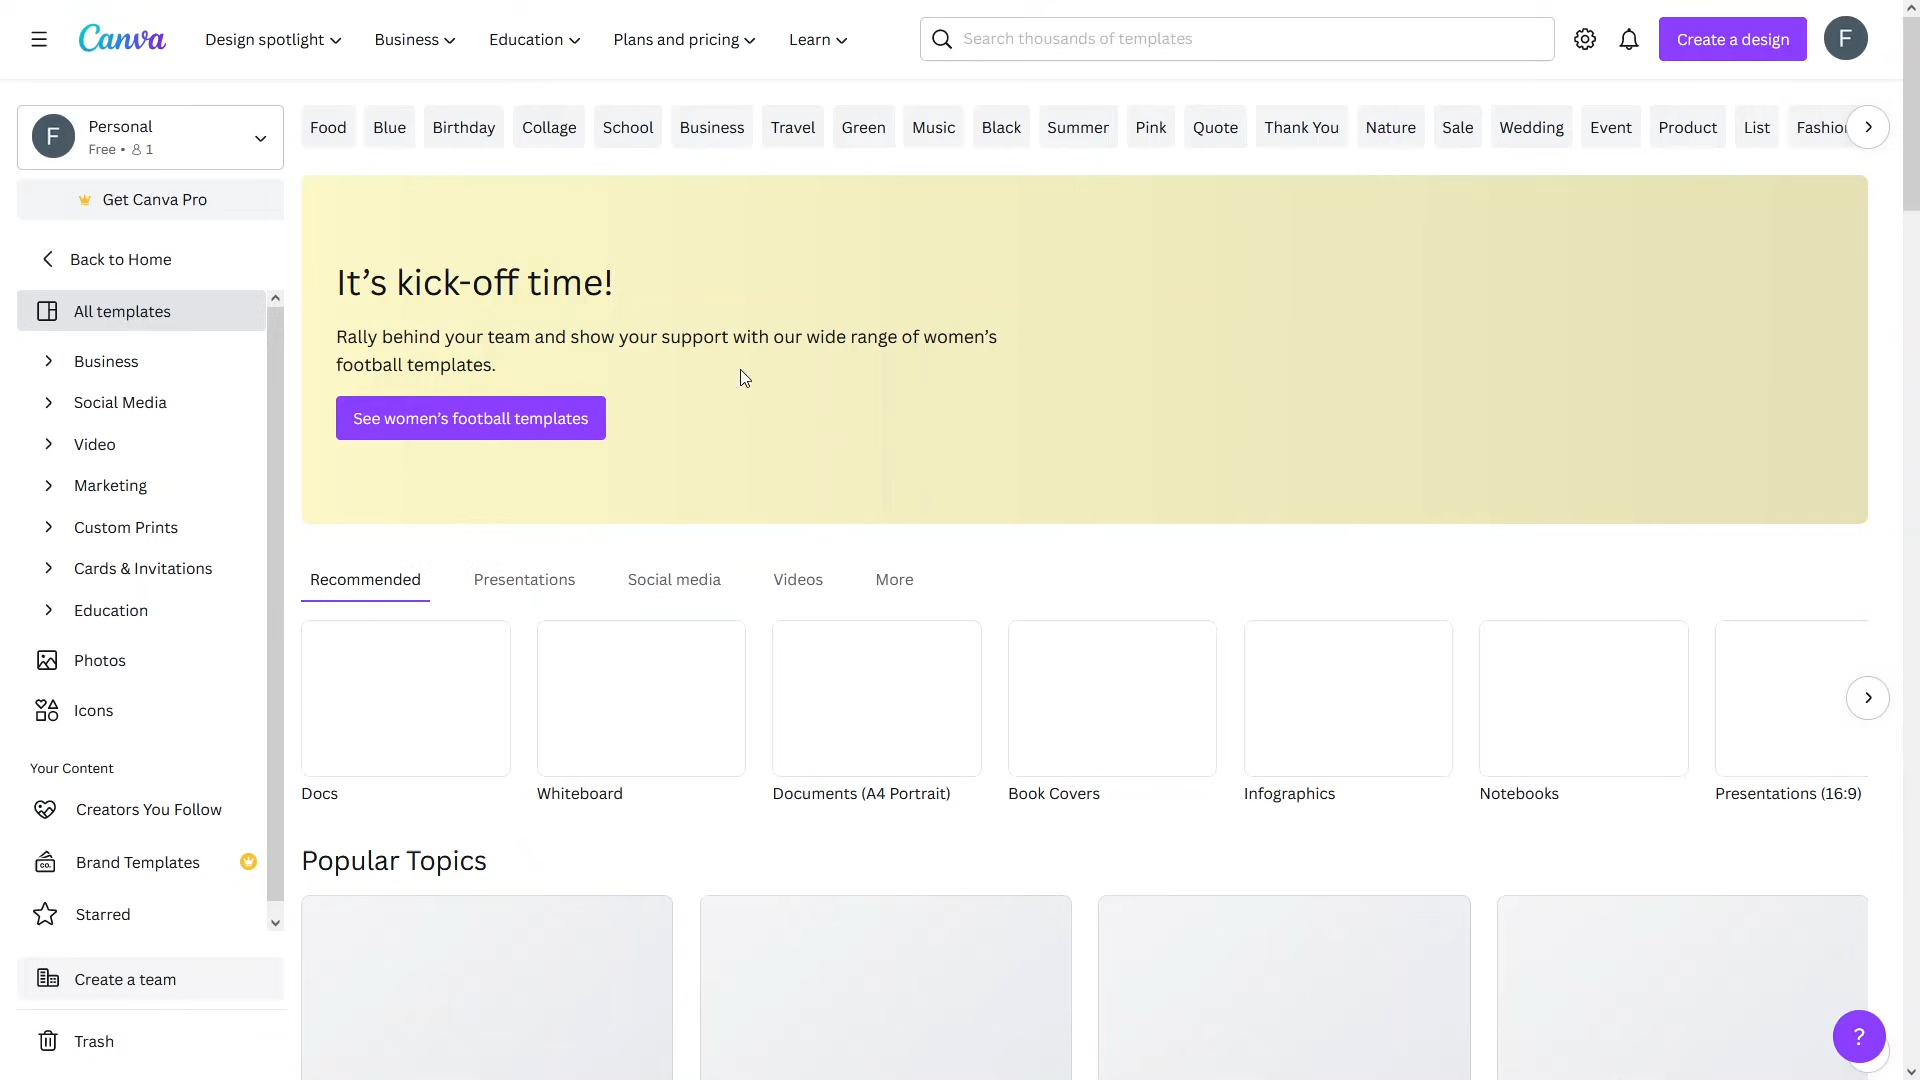 Canva
Design spotlight
Business
Education
Plans and pricing
Learn
Search thousands of templates
Create a design
F
F
Personal
Free • 1
Get Canva Pro
Back to Home
All templates
Business
Social Media
Video
Marketing
Custom Prints
Cards & Invitations
Education
Photos
Icons
Your Content
Creators You Follow
CO.
Brand Templates
Starred
Create a team
Trash
Food
Blue
Birthday
Collage
School
Business
Travel
Green
Music
Black
Summer
Pink
Quote
Thank You
Nature
Sale
Wedding
Event
Product
List
Fashion
It’s kick-off time!
Rally behind your team and show your support with our wide range of women’s
football templates.
See women’s football templates
Recommended
Presentations
Social media
Videos
More
Docs
Whiteboard
Documents (A4 Portrait)
Book Covers
Infographics
Notebooks
Presentations (16:9)
Popular Topics
?